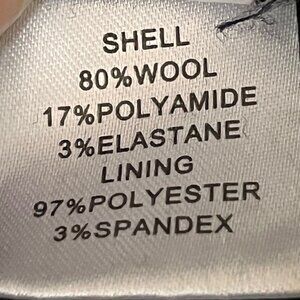 SHELL
80%WOOL
17%POLYAMIDE
3%ELASTANE
LINING
97%POLYESTER
3%SPANDEX